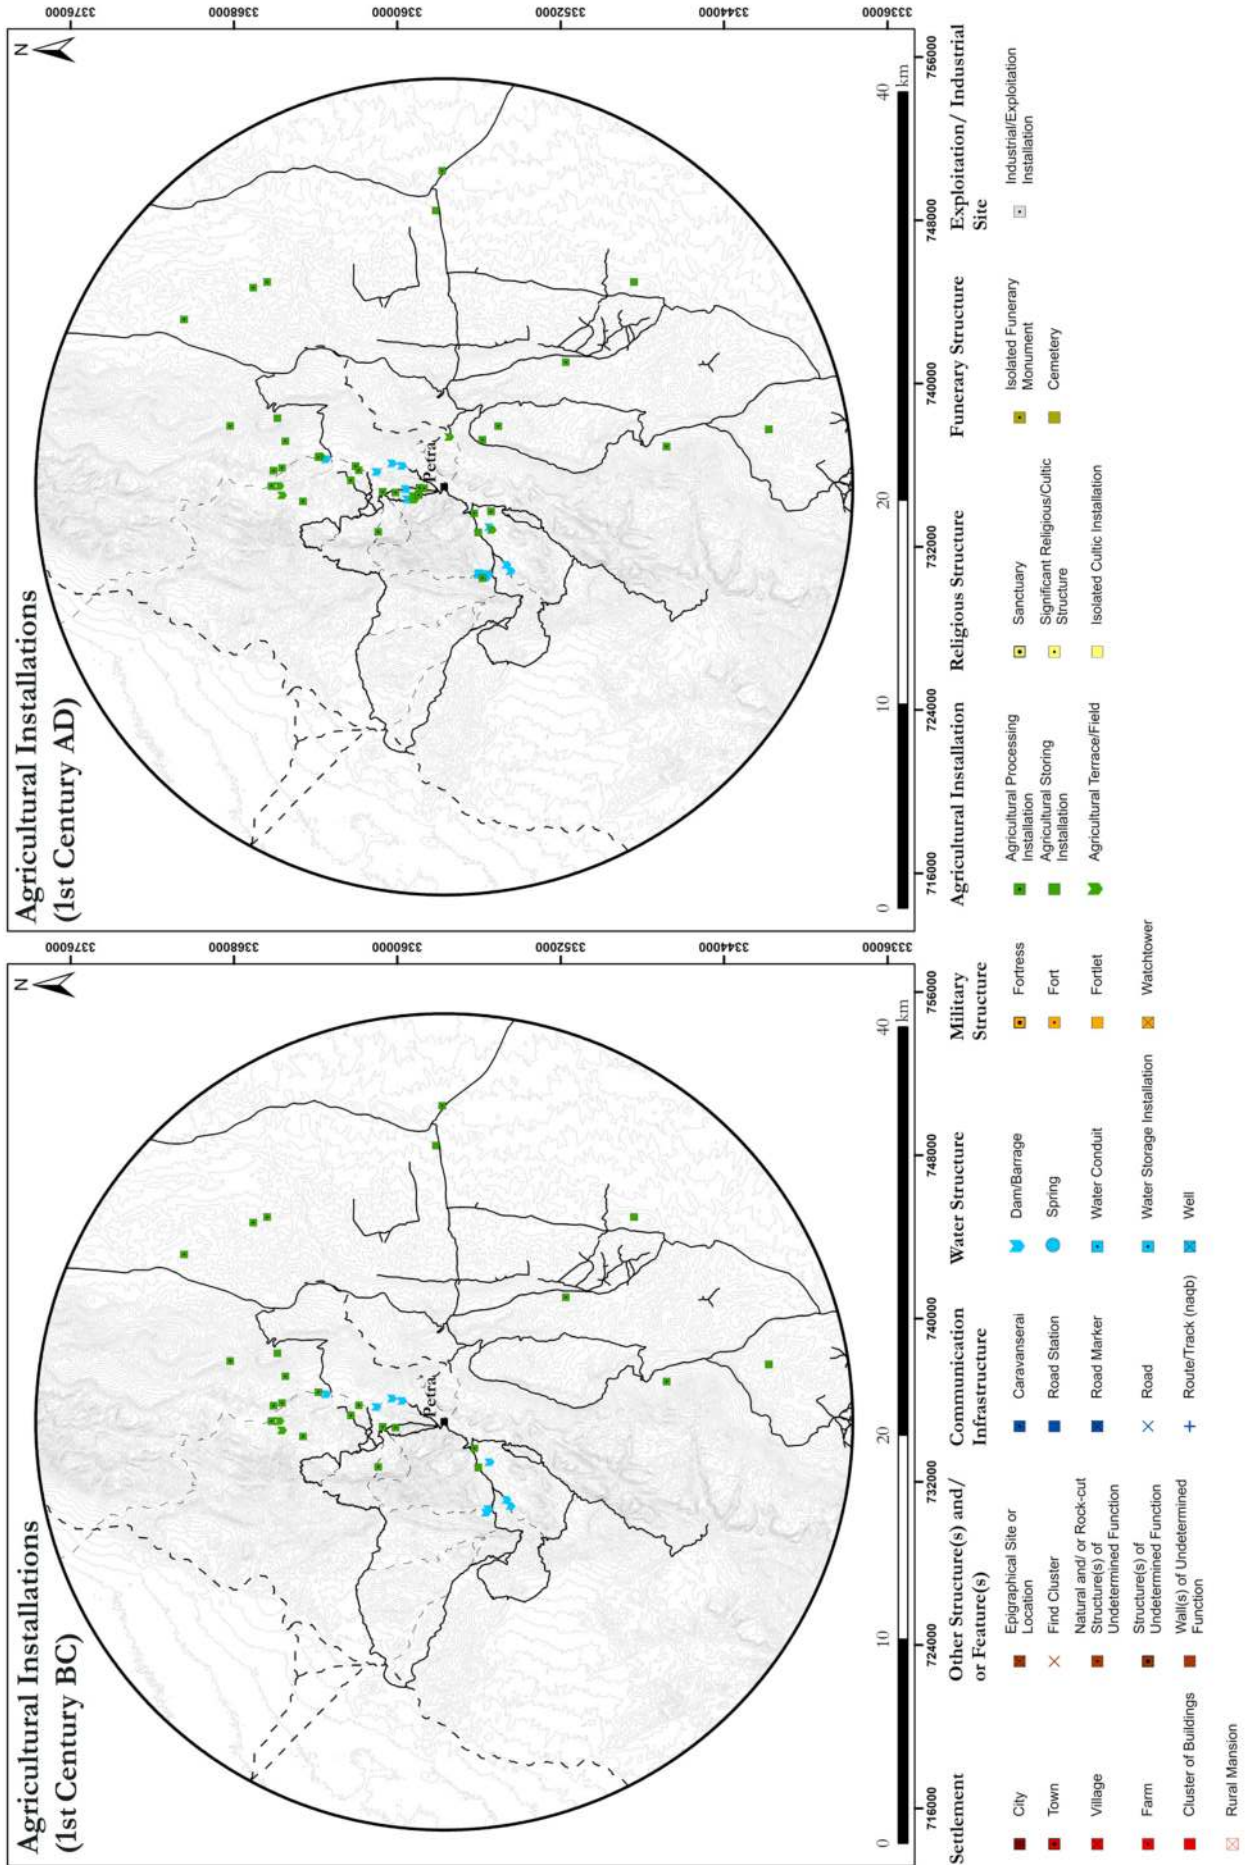 Agricultural Installations
(1st Century BC)
N
3376000
3368000
3360000
3352000
3344000
3336000
Petra
716000
724000
732000
740000
748000
756000
0
10
20
40
km
Agricultural Installations
(1st Century AD)
N
3376000
3368000
3360000
3352000
3344000
3336000
Petra
716000
724000
732000
740000
748000
756000
0
10
20
40
km
Settlement
City
Town
Village
Farm
Cluster of Buildings
Rural Mansion
Other Structure(s) and/
or Feature(s)
Epigraphical Site or
Location
Find Cluster
Natural and/ or Rock-cut
Structure(s) of
Undetermined Function
Structure(s) of
Undetermined Function
Wall(s) of Undetermined
Function
Communication
Infrastructure
Caravanserai
Road Station
Road Marker
Road
Route/Track (naqb)
Water Structure
Dam/Barrage
Spring
Water Conduit
Water Storage Installation
Well
Military
Structure
Fortress
Fort
Fortlet
Watchtower
Agricultural Installation
Agricultural Processing
Installation
Agricultural Storing
Installation
Agricultural Terrace/Field
Religious Structure
Sanctuary
Significant Religious/Cultic
Structure
Isolated Cultic Installation
Funerary Structure
Isolated Funerary
Monument
Cemetery
Exploitation/ Industrial
Site
Industrial/Exploitation
Installation